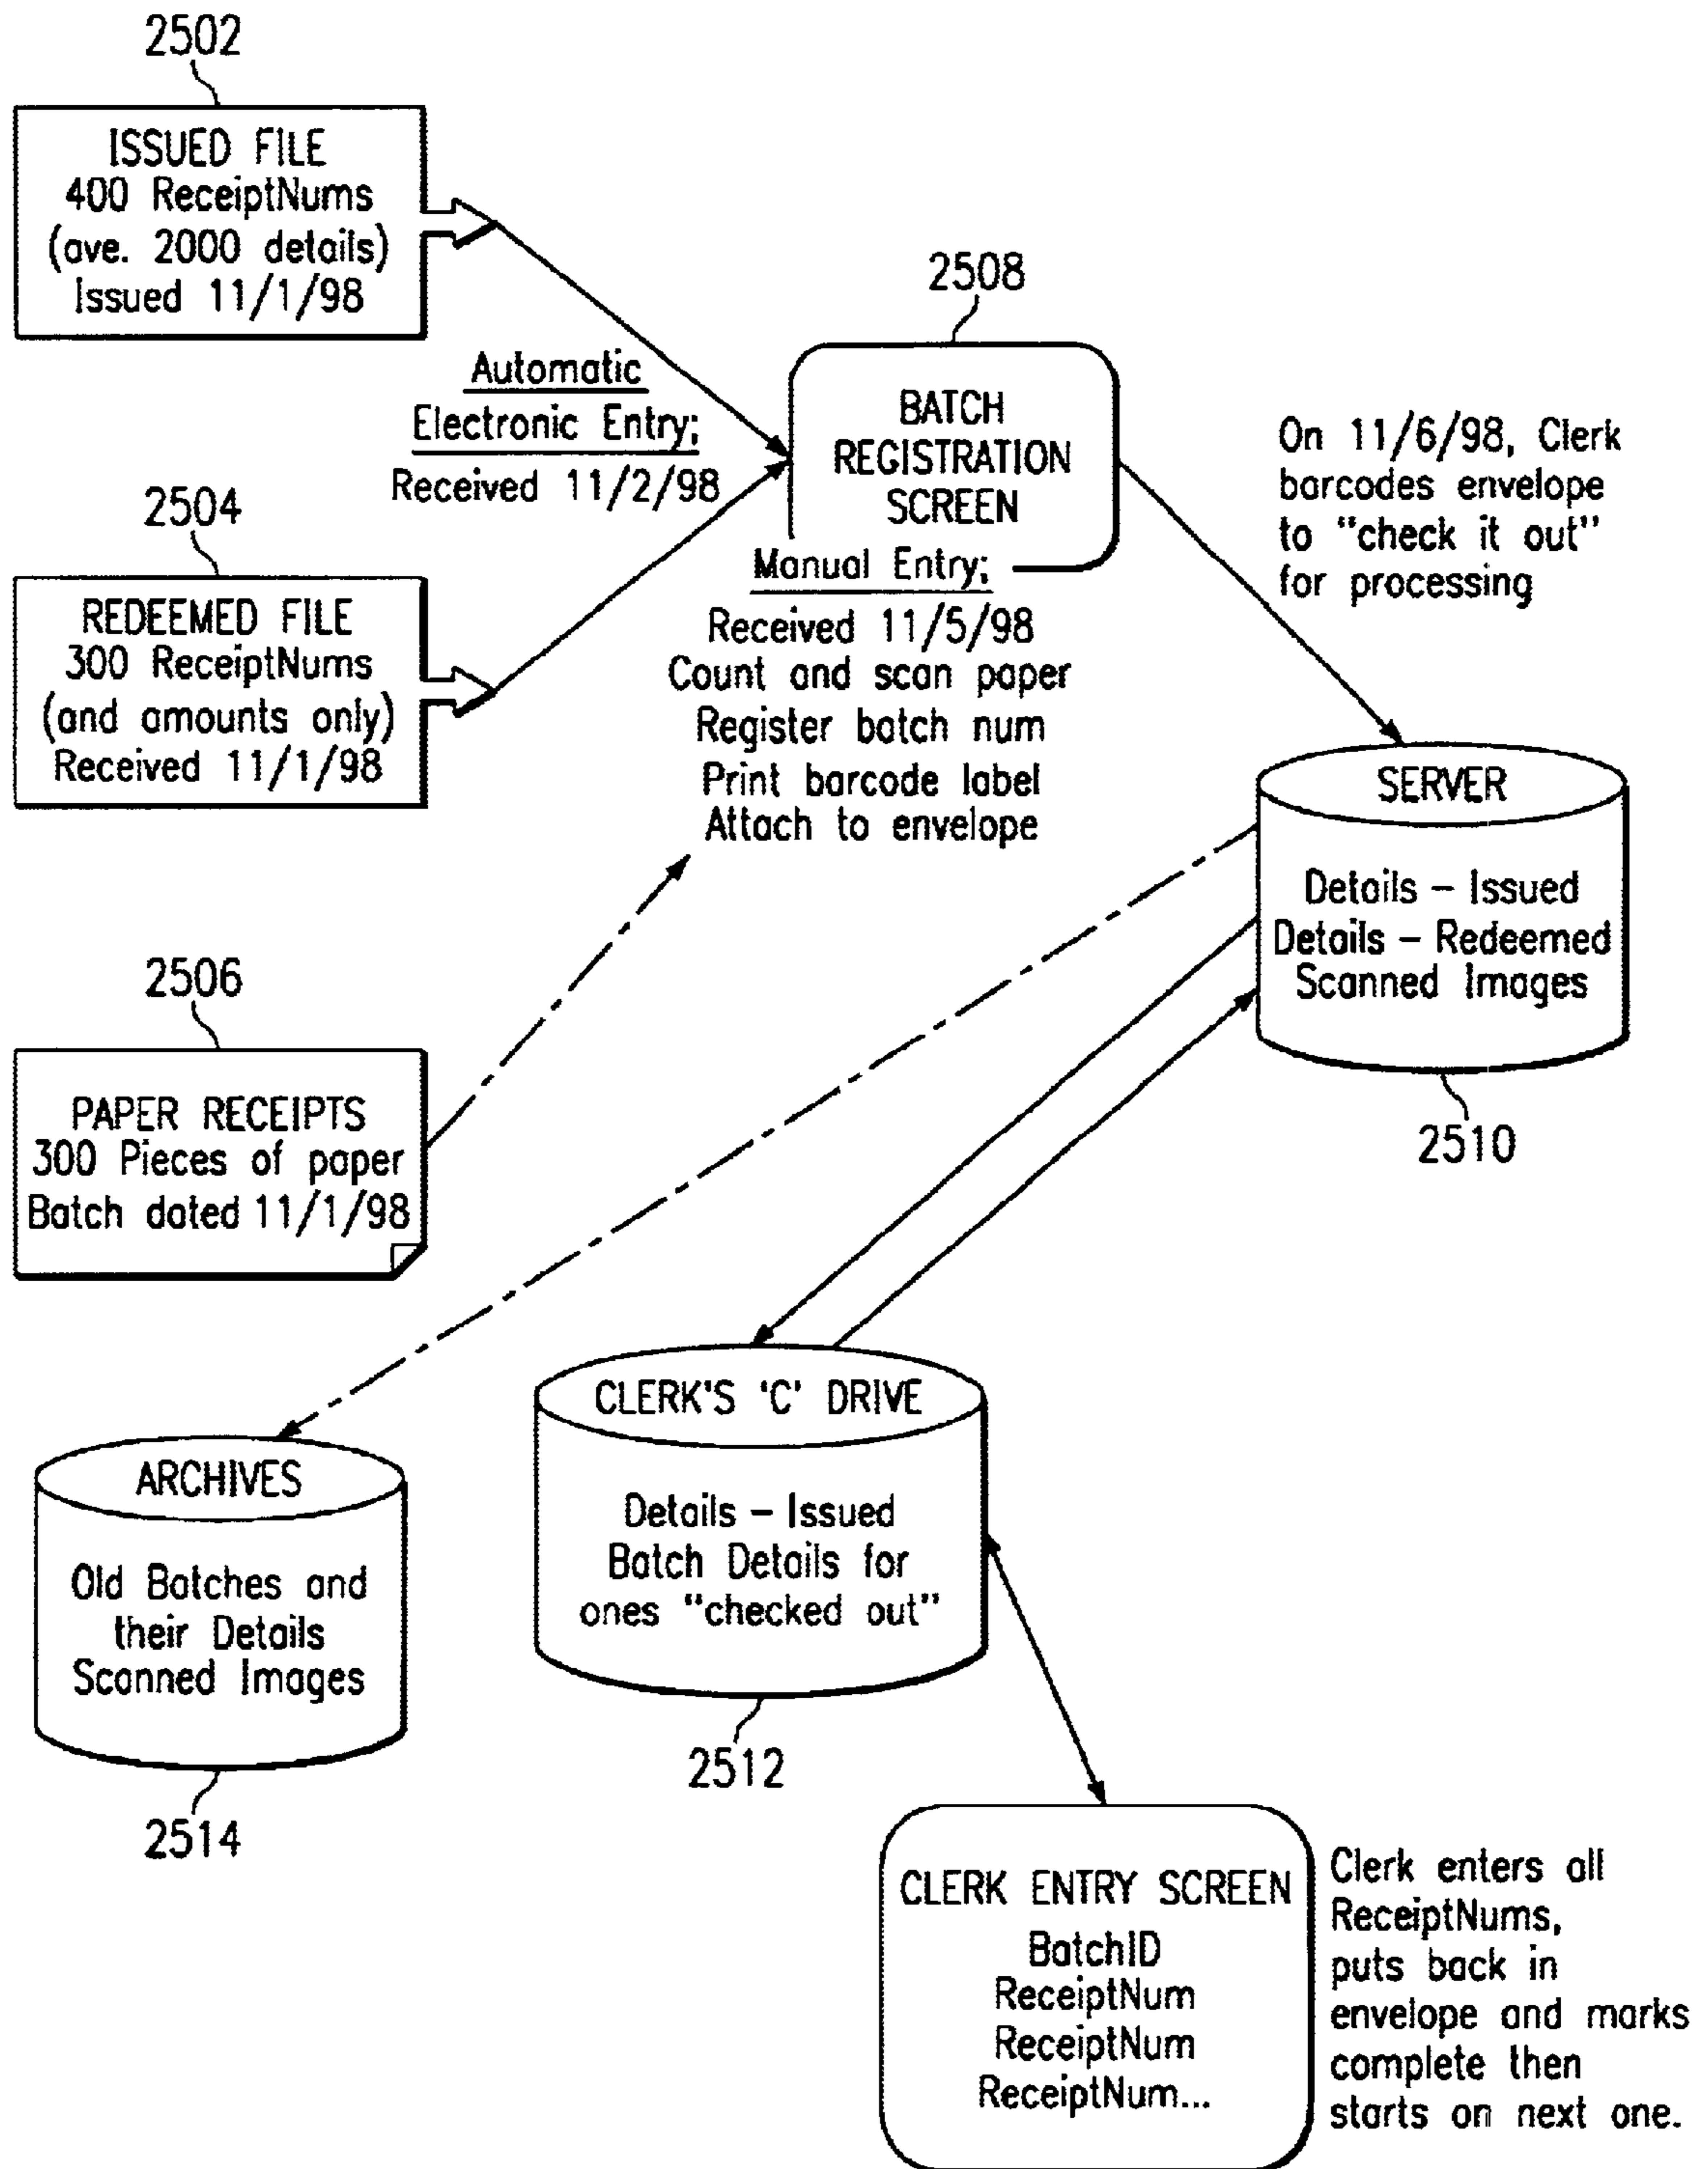 2502
ISSUED FILE
400 ReceiptNums
(ave. 2000 details)
Issued 11/1/98
Automatic
Electronic Entry;
Received 11/2/98
2504
REDEEMED FILE
300 ReceiptNums
(and amounts only)
Received 11/1/98
2508
BATCH
REGISTRATION
SCREEN
Manual Entry;
Received 11/5/98
Count and scan paper
Register batch num
Print barcode label
Attach to envelope
On 11/6/98, Clerk
barcodes envelope
to "check it out"
for processing
SERVER
Details – Issued
Details – Redeemed
Scanned Images
2510
2506
PAPER RECEIPTS
300 Pieces of paper
Batch dated 11/1/98
ARCHIVES
Old Batches and
their Details
Scanned Images
2514
CLERK'S 'C' DRIVE
Details – Issued
Batch Details for
ones "checked out"
2512
CLERK ENTRY SCREEN
BatchID
ReceiptNum
ReceiptNum
ReceiptNum...
Clerk enters all
ReceiptNums,
puts back in
envelope and marks
complete then
starts on next one.